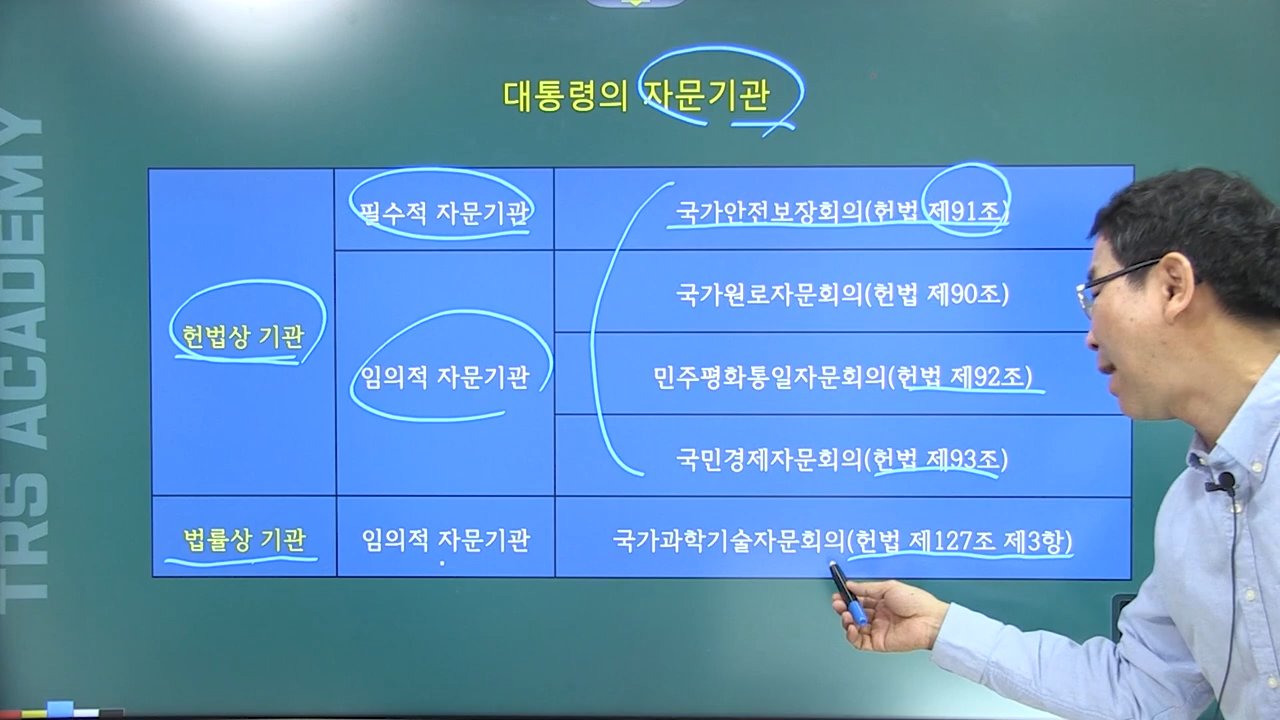 대통령의 자문기관
헌법상 기관
필수적 자문기관
국가안전보장회의(헌법 제91조)
임의적 자문기관
국가원로자문회의(헌법 제90조)
민주평화통일자문회의(헌법 제92조)
국민경제자문회의(헌법 제93조)
법률상 기관
임의적 자문기관
국가과학기술자문회의(헌법 제127조 제3항)
TRS ACADEMY